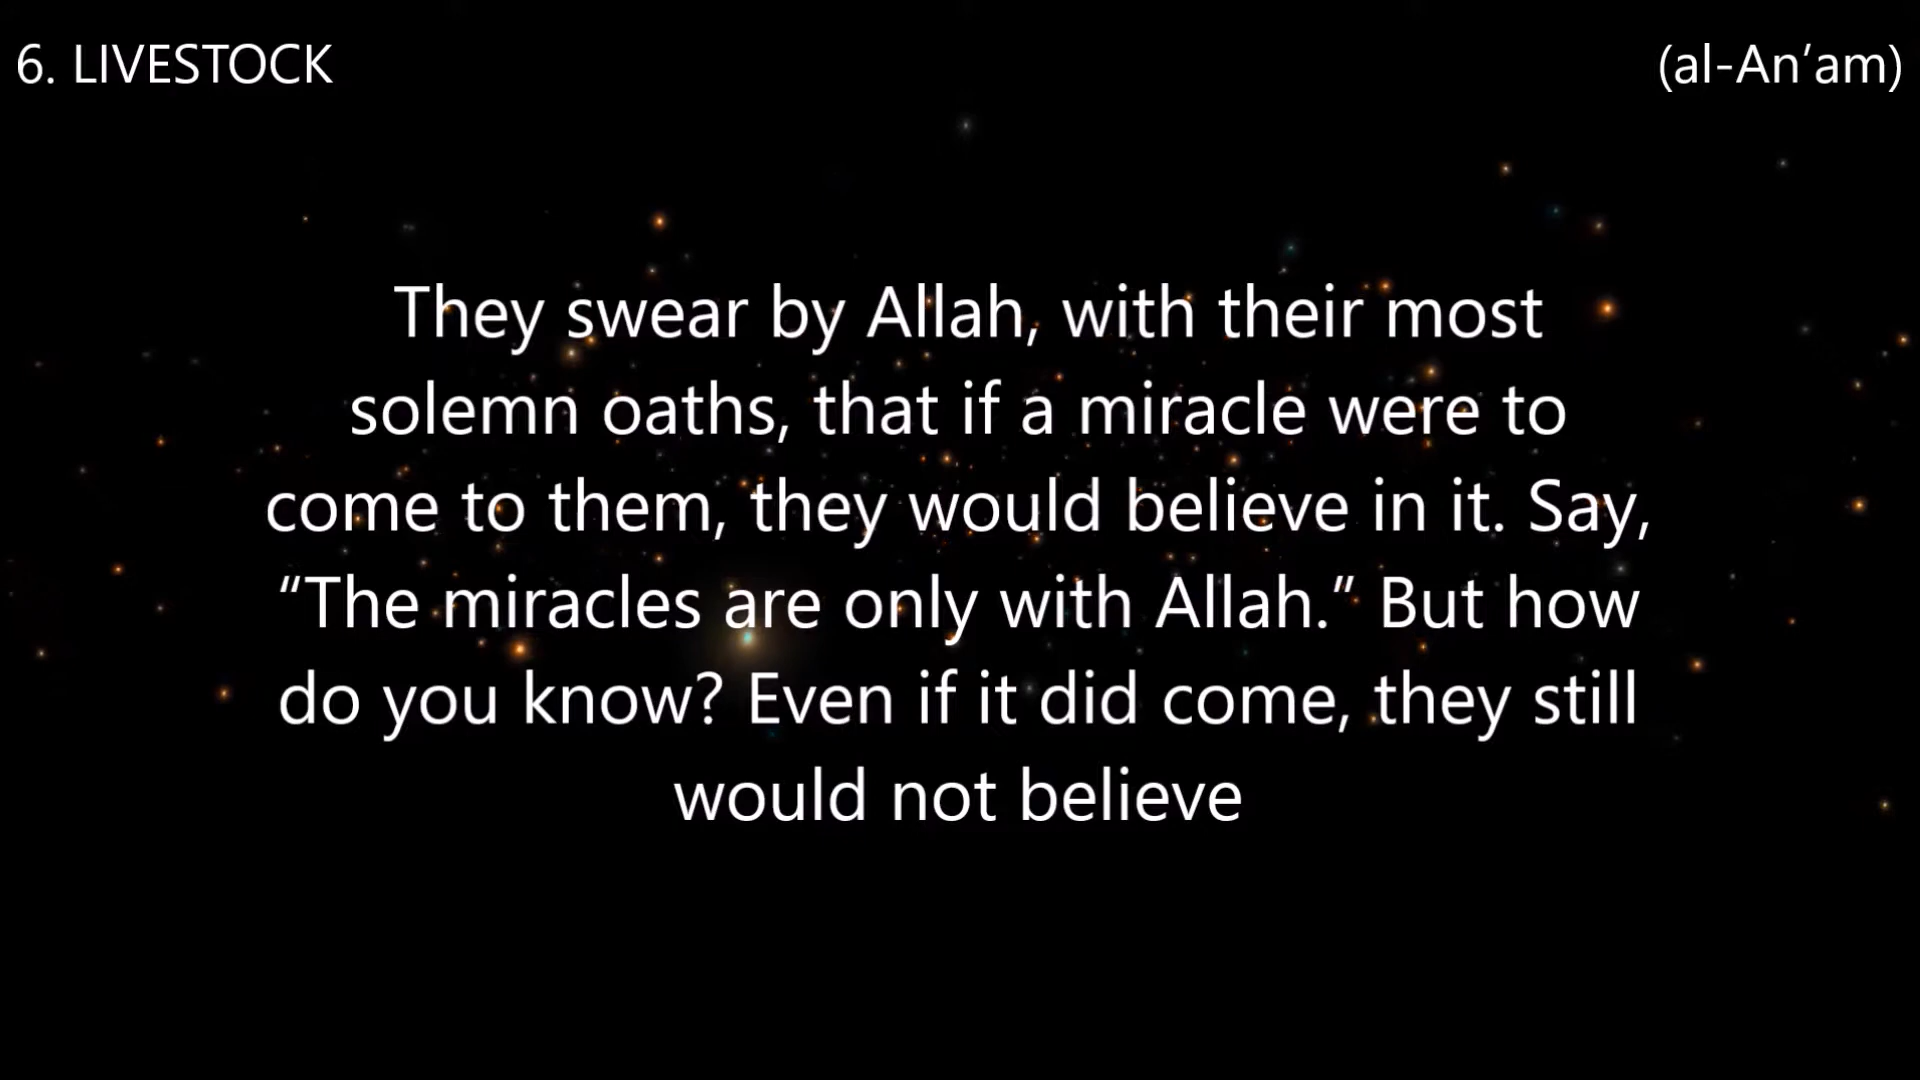 6. LIVESTOCK
(al-An’am)
They swear by Allah, with their most
solemn oaths, that if a miracle were to
come to them, they would believe in it. Say,
“The miracles are only with Allah.” But how
do you know? Even if it did come, they still
would not believe